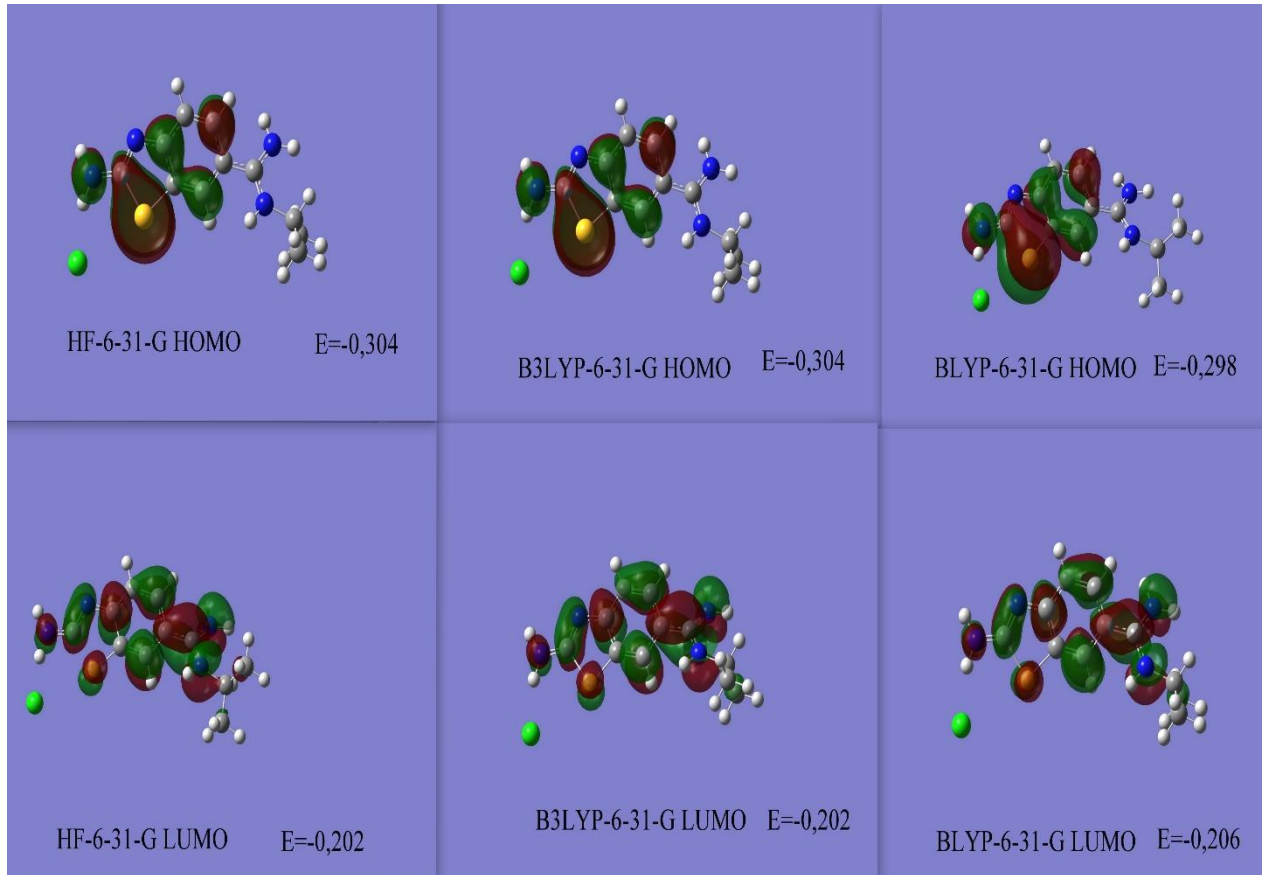 HF-6-31-G HOMO E=-0,304
B3LYP-6-31-G HOMO E=-0,304
BLYP-6-31-G HOMO E=-0,298
HF-6-31-G LUMO E=-0,202
B3LYP-6-31-G LUMO E=-0,202
BLYP-6-31-G LUMO E=-0,206